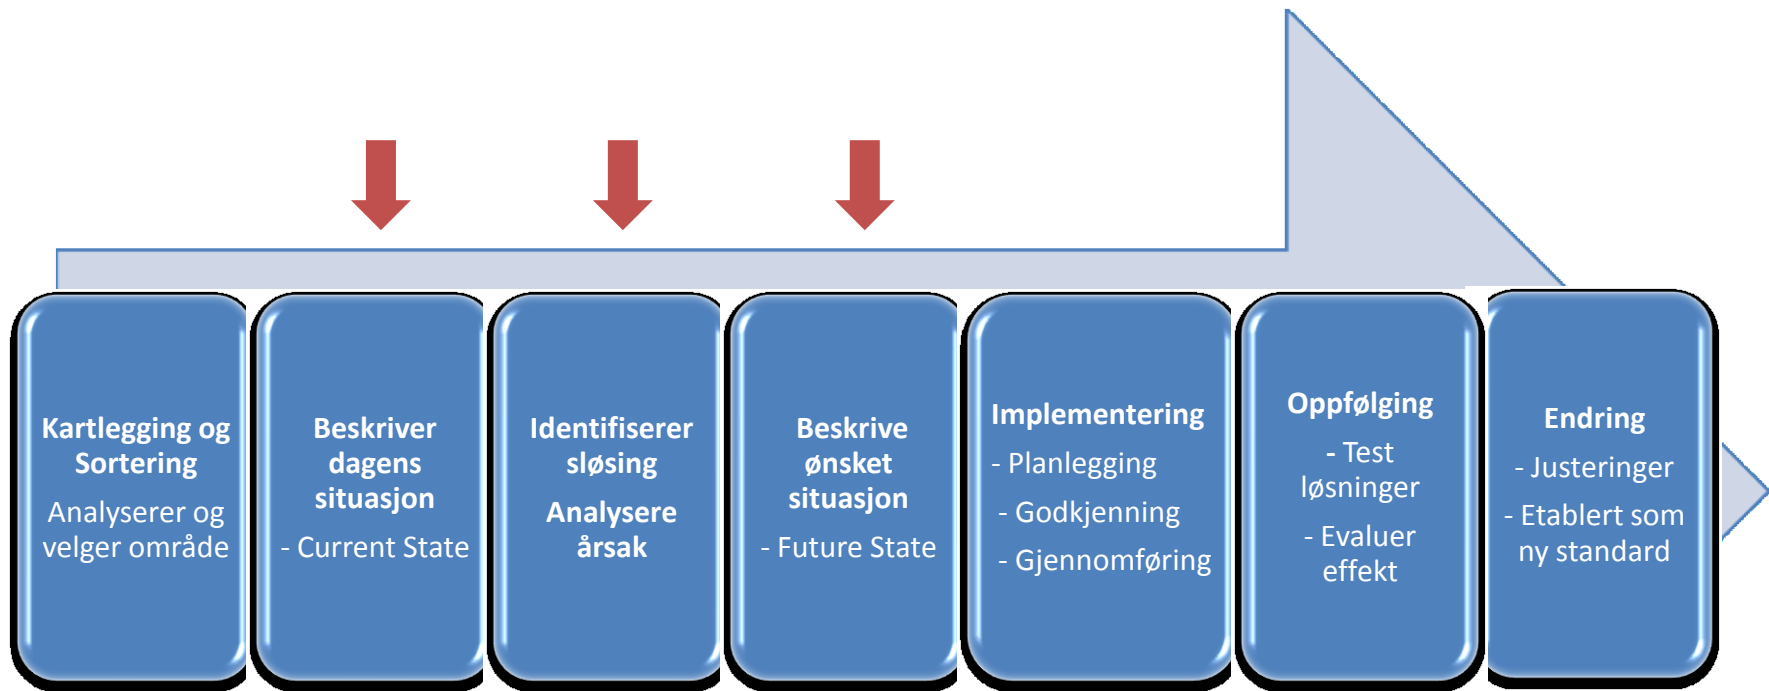 Kartlegging og
Sortering
Analyserer og
velger område
Beskriver
dagens
situasjon
- Current State
Identifiserer
sløsing
Analysere
årsak
Beskrive
ønsket
situasjon
- Future State
Implementering
- Planlegging
- Godkjenning
- Gjennomføring
Oppfølging
- Test
løsninger
- Evaluer
effekt
Endring
- Justeringer
- Etablert som
ny standard